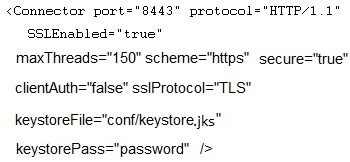 <Connector port="8443" protocol="HTTP/1.1"
SSLEnabled="true"
maxThreads="150" scheme="https" secure="true"
clientAuth="false" sslProtocol="TLS"
keystoreFile="conf/keystore.jks"
keystorePass="password" />